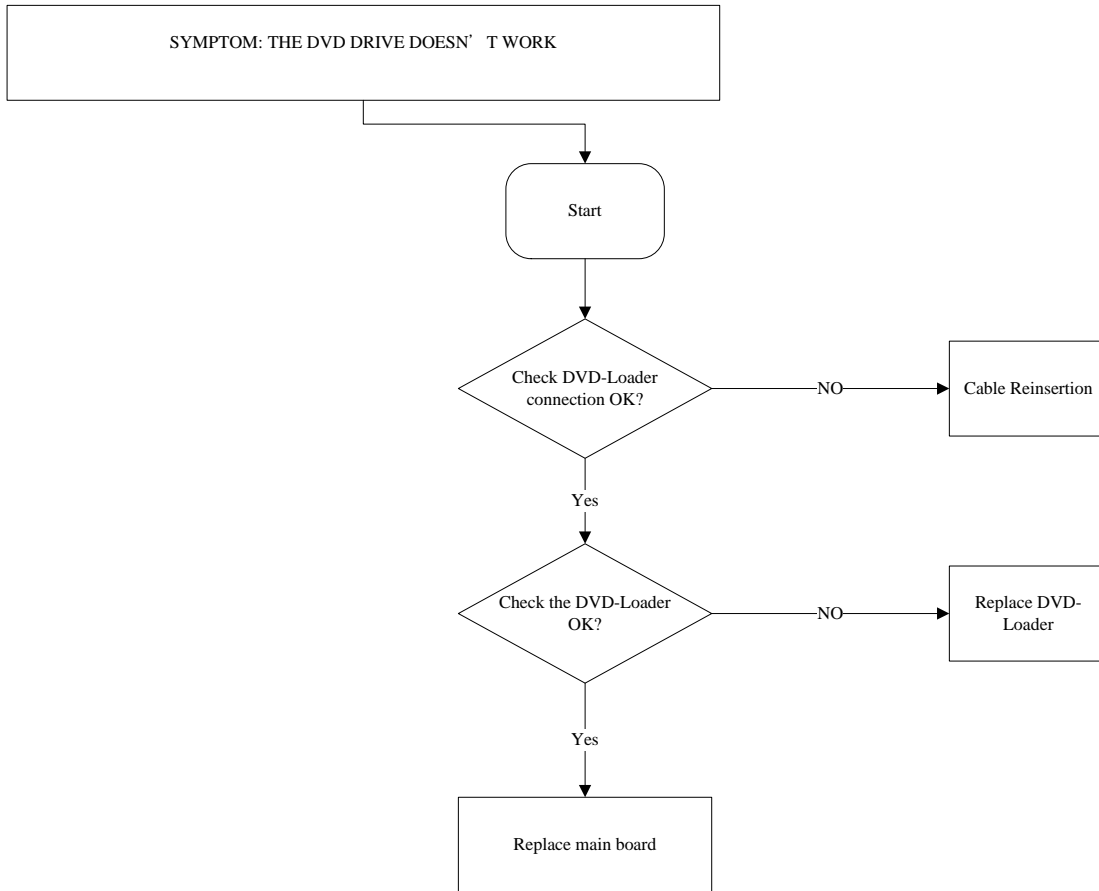 SYMPTOM: THE DVD DRIVE DOESN’ T WORK
Start
Check DVD-Loader
connection OK?
NO
Cable Reinsertion
Yes
Check the DVD-Loader
OK?
NO
Replace DVD-
Loader
Yes
Replace main board